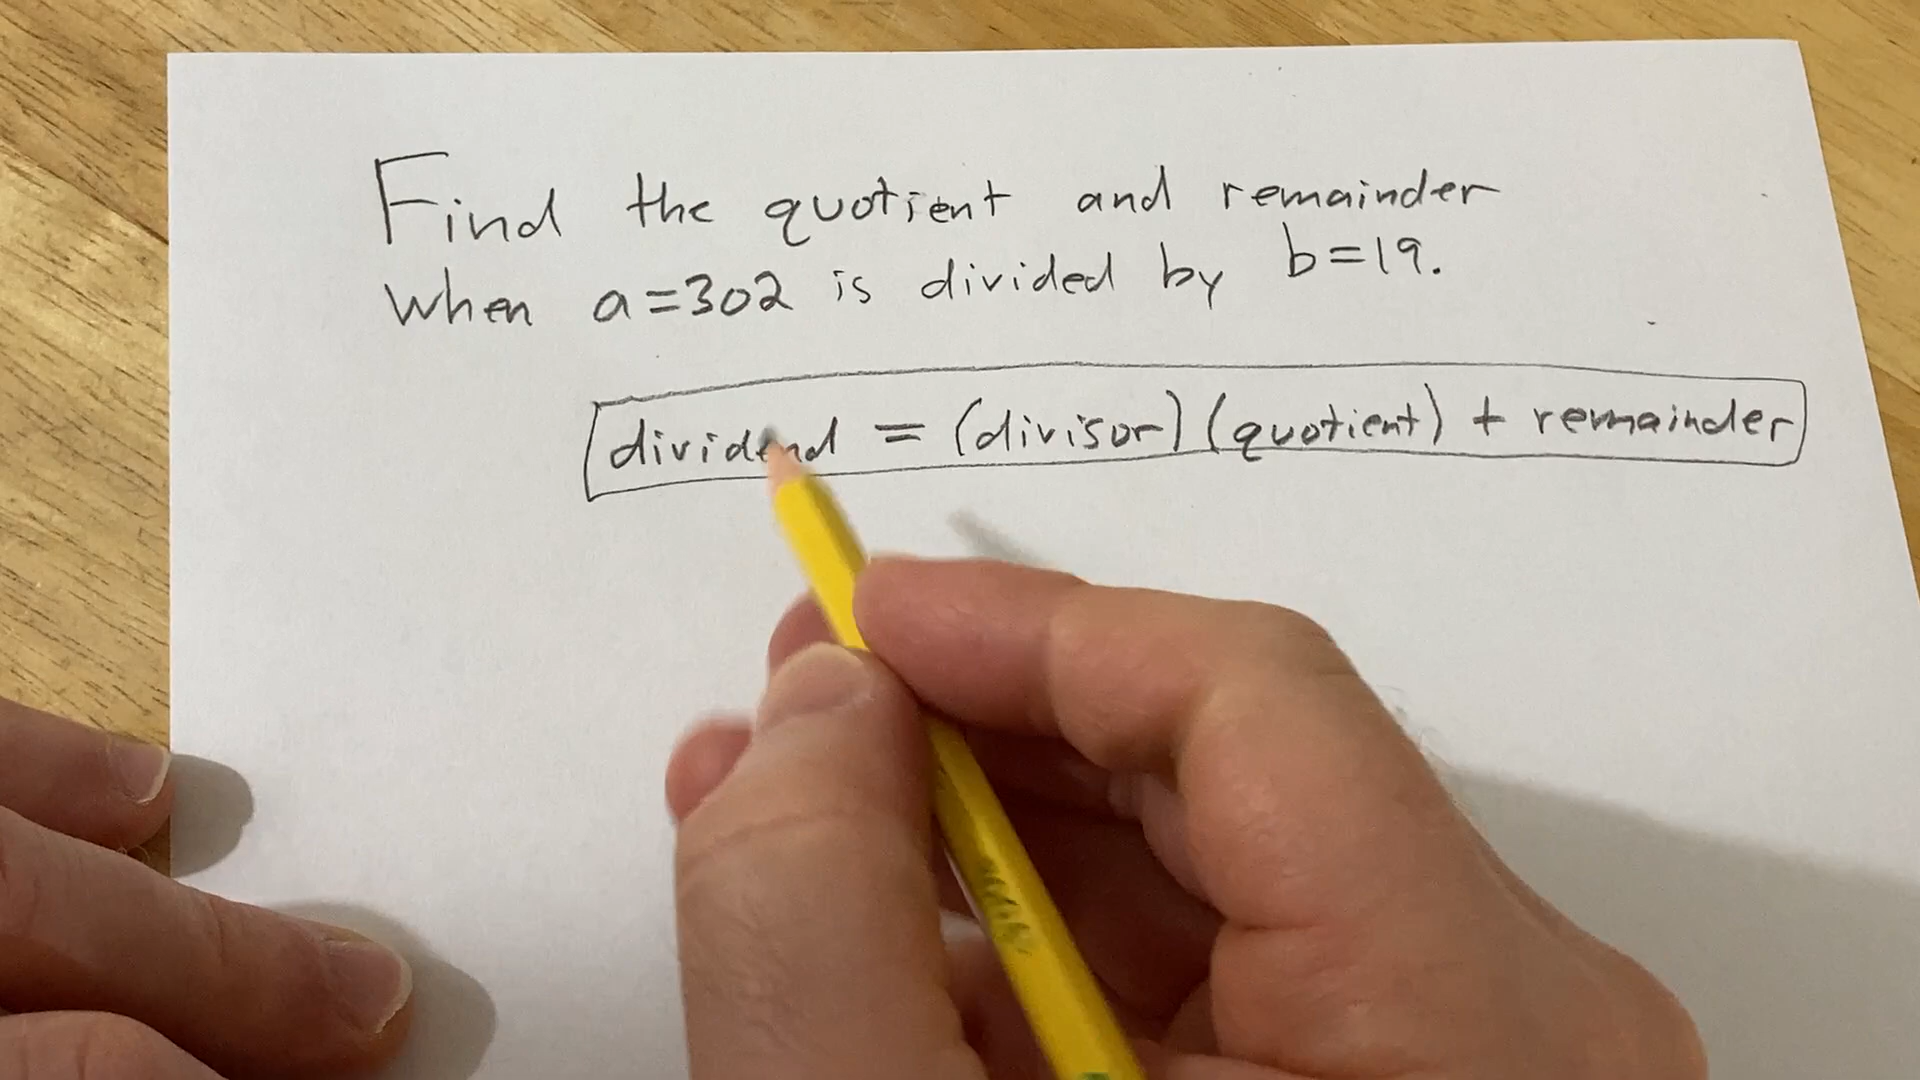 Find the quotient and remainder
when a=302 is divided by b=19.
dividend = (divisor)(quotient) + remainder